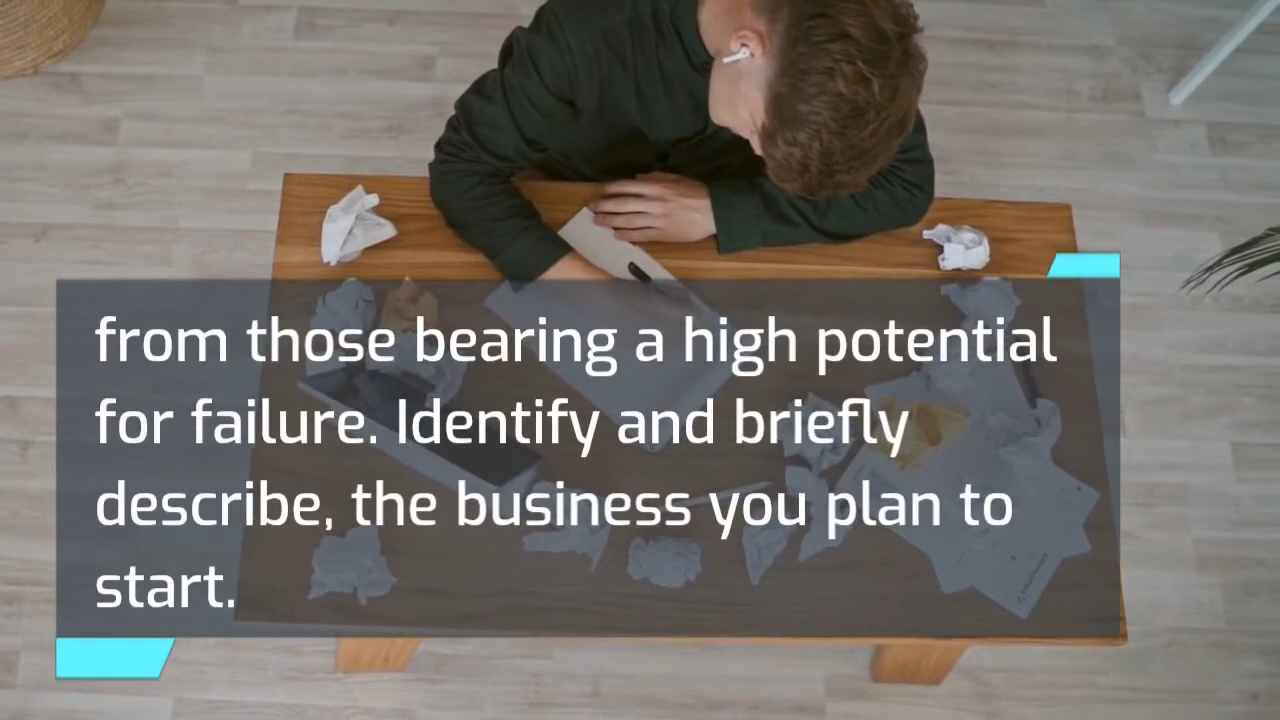 from those bearing a high potential
for failure. Identify and briefly
describe, the business you plan to
start.